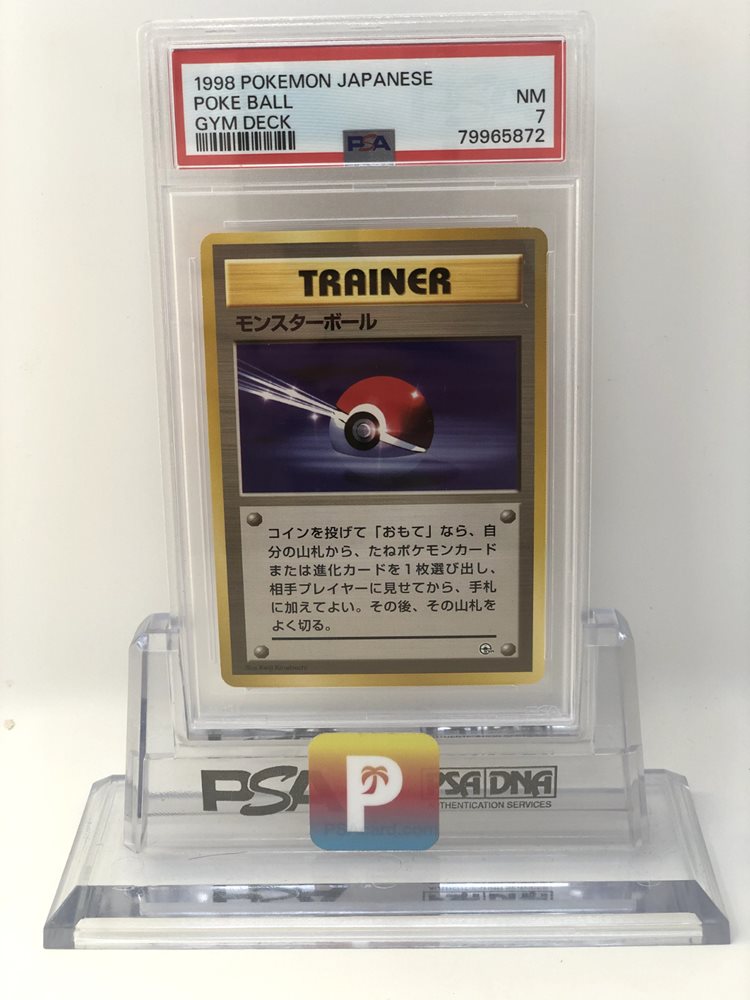 1998 POKEMON JAPANESE
POKE BALL
NM
GYM DECK
7
PSA
79965872
TRAINER
モンスターボール
コインを投げて「おもて」なら、自
分の山札から、たねポケモンカード
または進化カードを1枚選び出し、
相手プレイヤーに見せてから、手札
に加えてよい。その後、その山札を
よく切る。
PSA
P
PSA DNA
AUTHENTICATION SERVICES